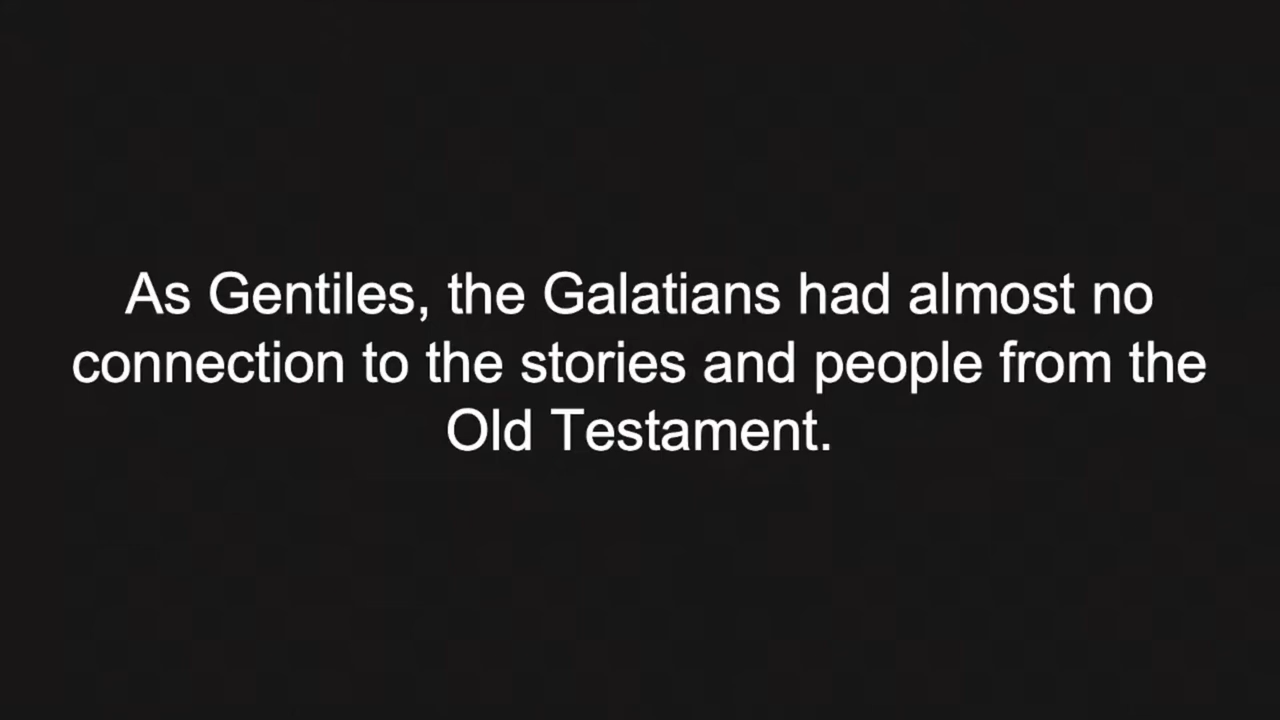 As Gentiles, the Galatians had almost no
connection to the stories and people from the
Old Testament.